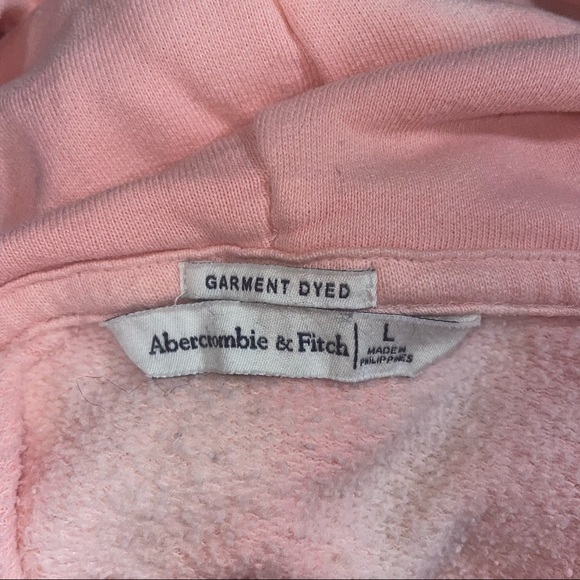 GARMENT DYED
Abercrombie & Fitch
L
MADE IN
PHILIPPINES